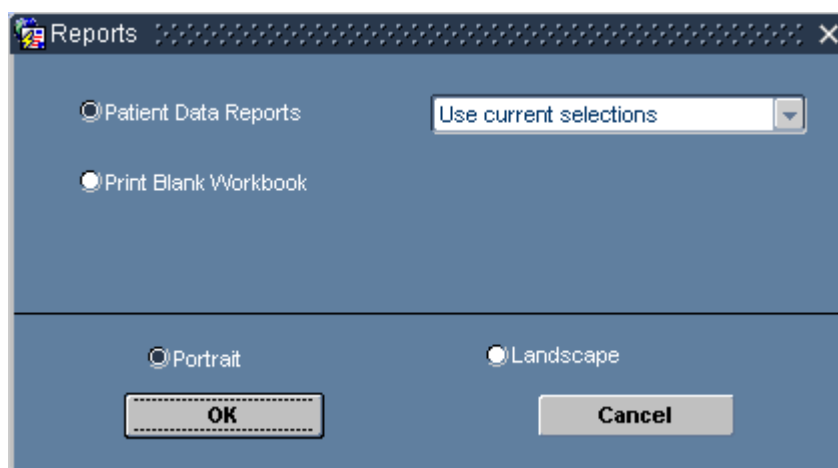 Reports
Patient Data Reports
Use current selections
Print Blank Workbook
Portrait
Landscape
OK
Cancel